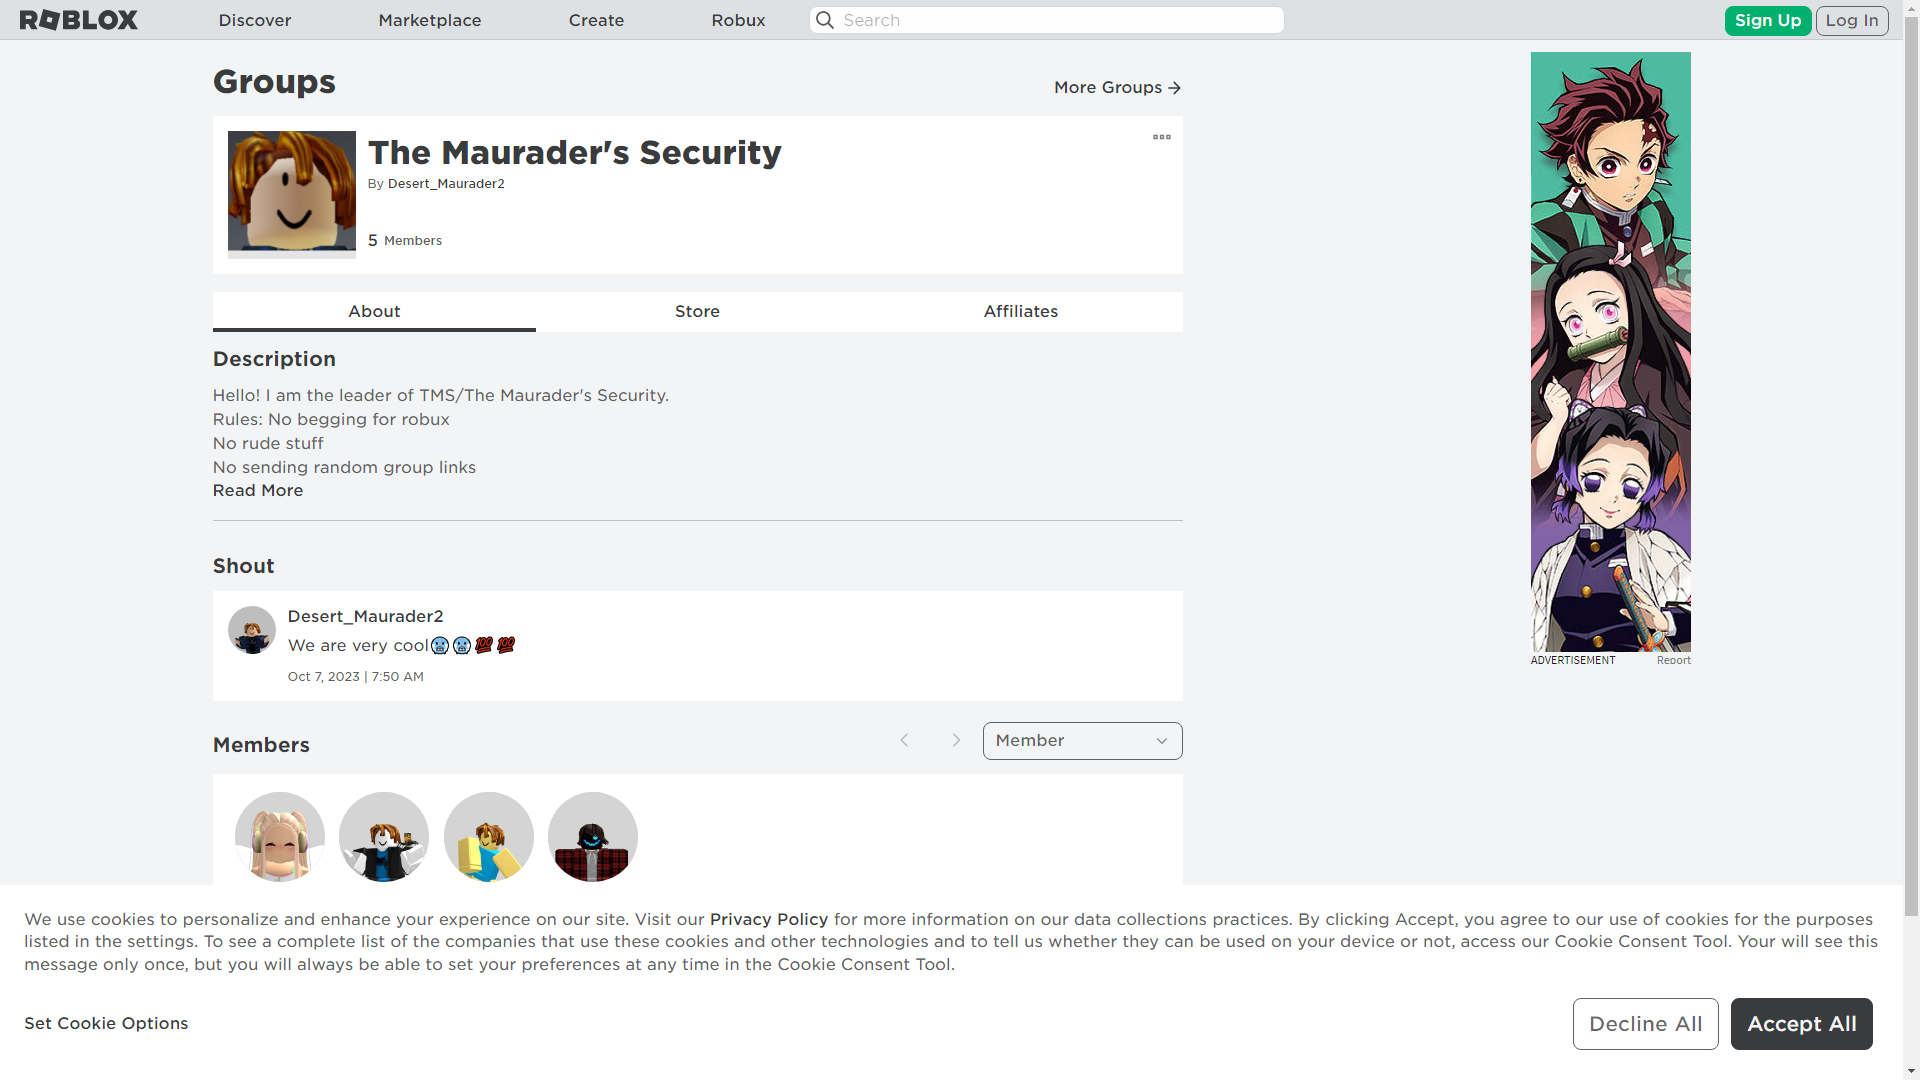 ROBLOX
Discover
Marketplace
Create
Robux
Search
Sign Up
Log In
Groups
More Groups
The Maurader's Security
By Desert_Maurader2
5 Members
About
Store
Affiliates
Description
Hello! I am the leader of TMS/The Maurader's Security.
Rules: No begging for robux
No rude stuff
No sending random group links
Read More
Shout
Desert_Maurader2
We are very cool🥶🥶💯💯
Oct 7, 2023 | 7:50 AM
Members
Member
ADVERTISEMENT
Report
We use cookies to personalize and enhance your experience on our site. Visit our Privacy Policy for more information on our data collections practices. By clicking Accept, you agree to our use of cookies for the purposes
listed in the settings. To see a complete list of the companies that use these cookies and other technologies and to tell us whether they can be used on your device or not, access our Cookie Consent Tool. Your will see this
message only once, but you will always be able to set your preferences at any time in the Cookie Consent Tool.
Set Cookie Options
Decline All
Accept All